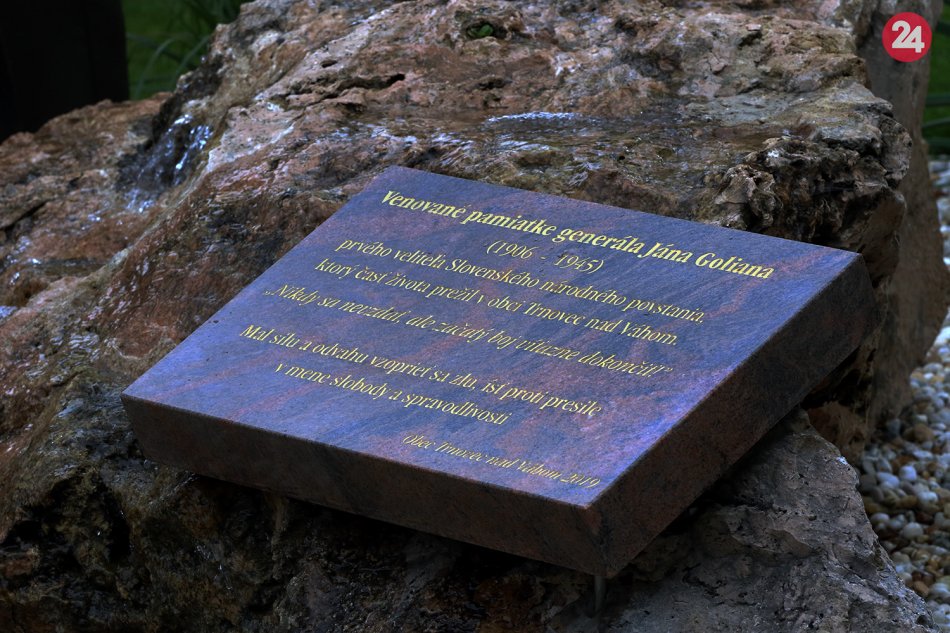 24
Venované pamiatke generála Jána Goliana
(1906 - 1945)
prvého veliteľa Slovenského národného povstania,
ktorý časť života prežil v obci Trnovec nad Váhom.
„Nikdy sa nevzdať, ale začatý boj víťazne dokončiť!"
Mal silu a odvahu vzoprieť sa zlu, ísť proti presile
v mene slobody a spravodlivosti
Obec Trnovec nad Váhom 2019